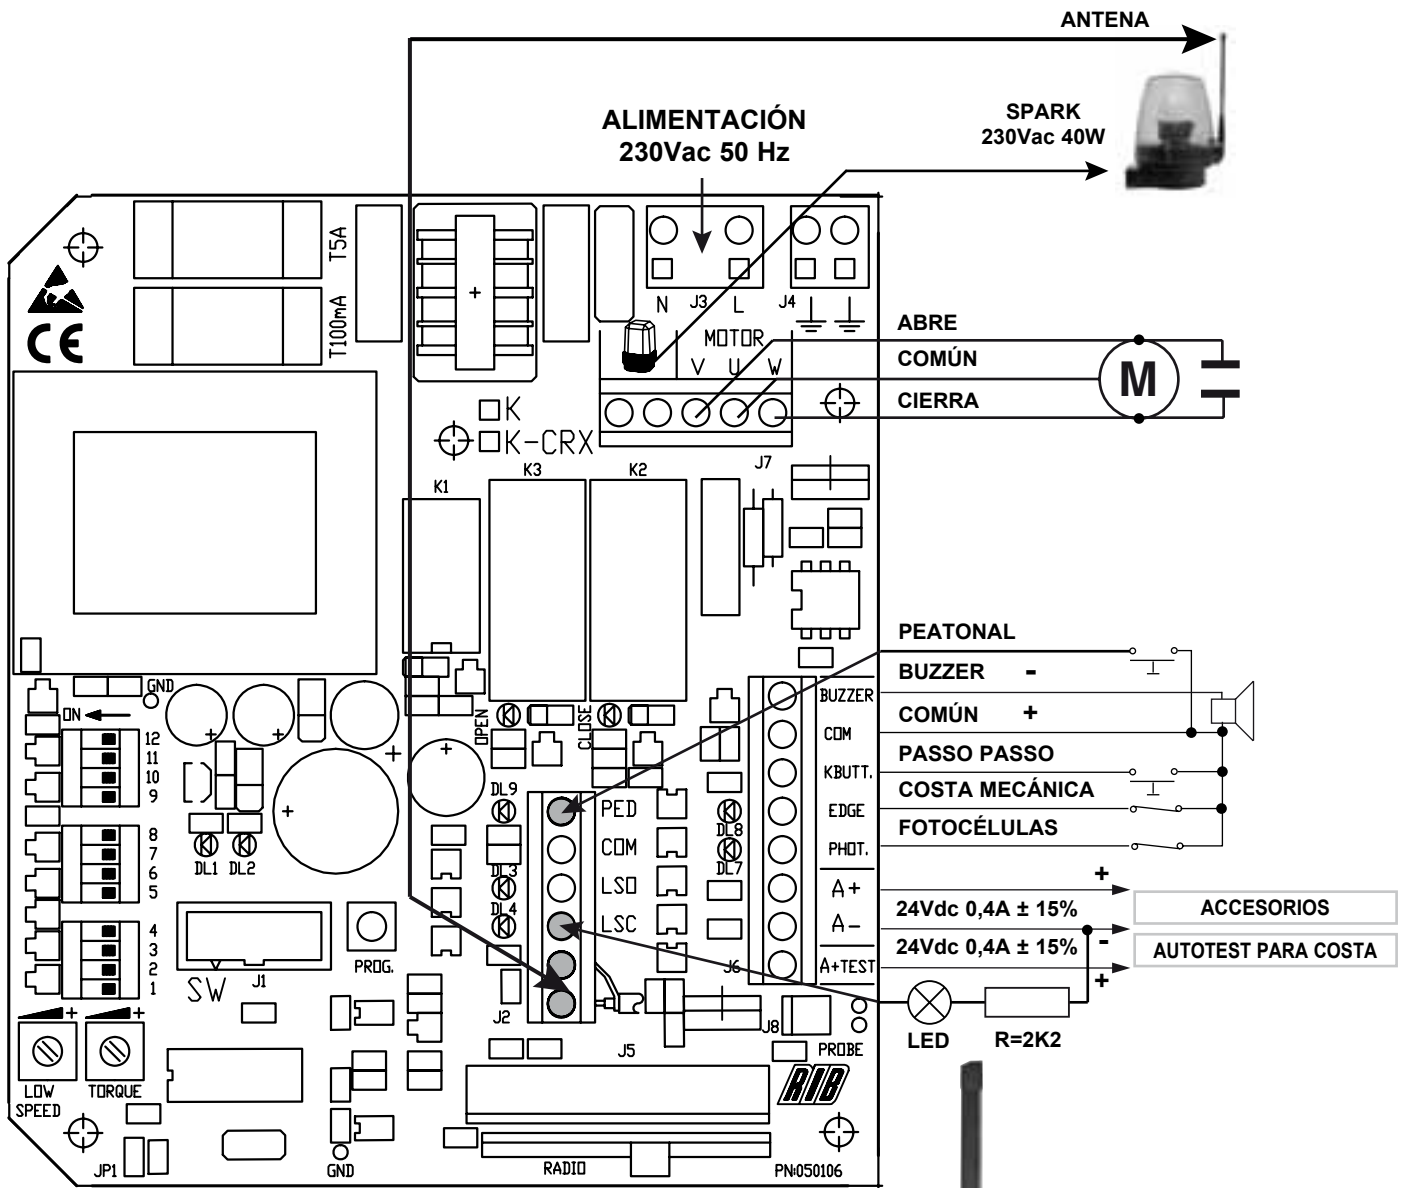 ANTENA
SPARK
230Vac 40W
ALIMENTACIÓN
230Vac 50 Hz
T5A
T100mA
CE
N J3 L J4
MOTOR
V U W
ABRE
COMÚN
CIERRA
M
K
K-CRX
K1
K3
K2
J7
PEATONAL
BUZZER -
COMÚN +
PASSO PASSO
COSTA MECÁNICA
FOTOCÉLULAS
BUZZER
COM
KBUTT.
EDGE
PHOT.
A+
A-
A+TEST
J6
+
24Vdc 0,4A ± 15%
ACCESORIOS
24Vdc 0,4A ± 15% -
AUTOTEST PARA COSTA
+
LED
R=2K2
GND
ON
12
11
10
9
8
7
6
5
4
3
2
1
DL1 DL2
OPEN
CLOSE
DL9
DL3
DL4
DL8
DL7
PED
COM
LSO
LSC
J2
J5
J8
PROBE
SW
J1
PROG.
+
+
LOW
SPEED
TORQUE
JP1
GND
RADIO
RIB
PN:050106